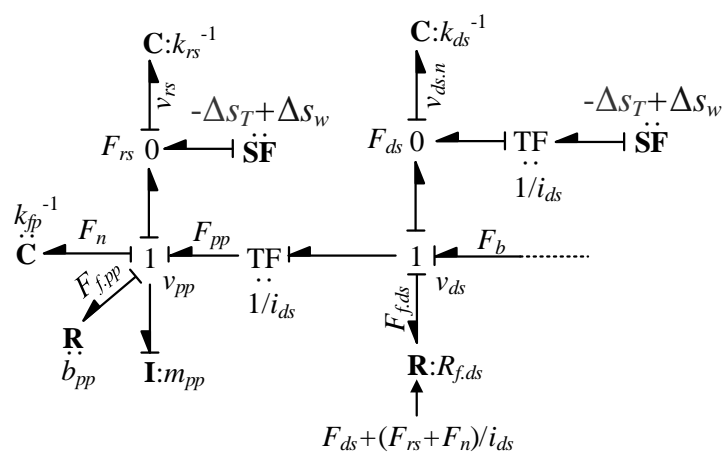 C:k_rs^-1
C:k_ds^-1
v_rs
v_ds.n
-Δs_T+Δs_w
-Δs_T+Δs_w
F_rs 0
SF
F_ds 0
TF
SF
1/i_ds
k_fp^-1
C
F_n
1
F_pp
TF
1
F_b
v_pp
v_ds
1/i_ds
F_f.pp
F_f.ds
R
b_pp
I:m_pp
R:R_f.ds
F_ds+(F_rs+F_n)/i_ds